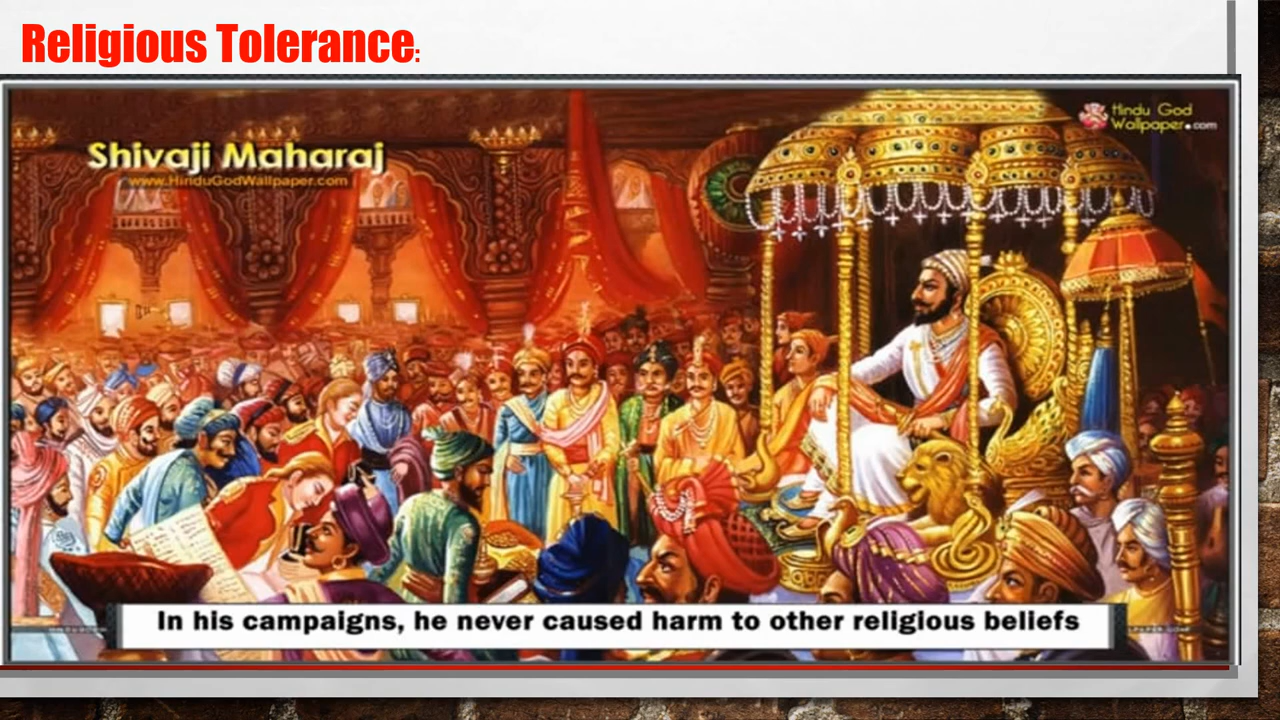 Religious Tolerance:
Hindu God
Wallpaper.com
Shivaji Maharaj
www.HinduGodWallpaper.com
In his campaigns, he never caused harm to other religious beliefs